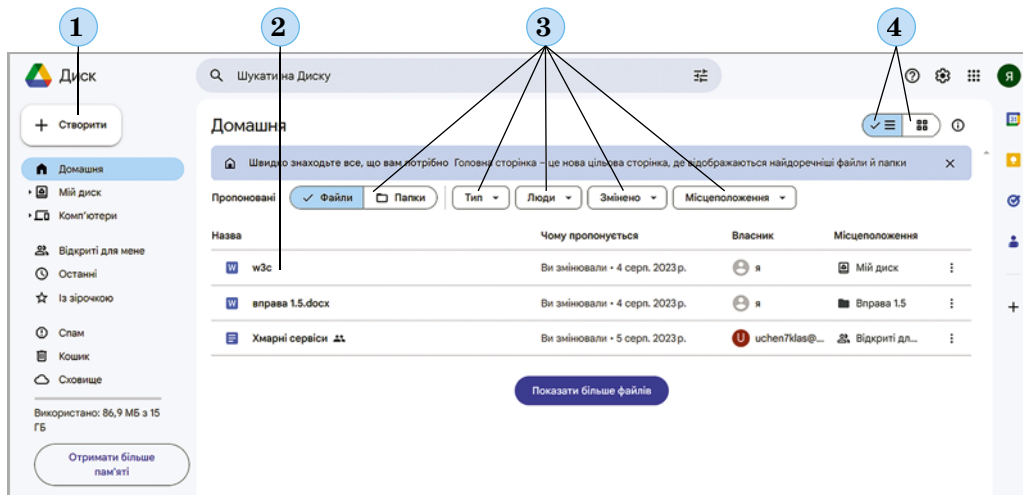 1 2 3 4
Диск
Шукати на Диску
Я
Створити
Домашня
Мій диск
Комп'ютери
Відкриті для мене
Останні
Із зірочкою
Спам
Кошик
Сховище
Використано: 86,9 МБ з 15
ГБ
Отримати більше
пам'яті
Домашня
Швидко знаходьте все, що вам потрібно Головна сторінка – це нова цільова сторінка, де відображаються найдоречніші файли й папки
Пропоновані Файли Папки Тип Люди Змінено Місцеположення
Назва Чому пропонується Власник Місцеположення
W w3c Ви змінювали • 4 серп. 2023 р. я Мій диск
W вправа 1.5.docx Ви змінювали • 4 серп. 2023 р. я Вправа 1.5
Хмарні сервіси Ви змінювали • 5 серп. 2023 р. U uchen7klas@... Відкриті дл...
Показати більше файлів
31